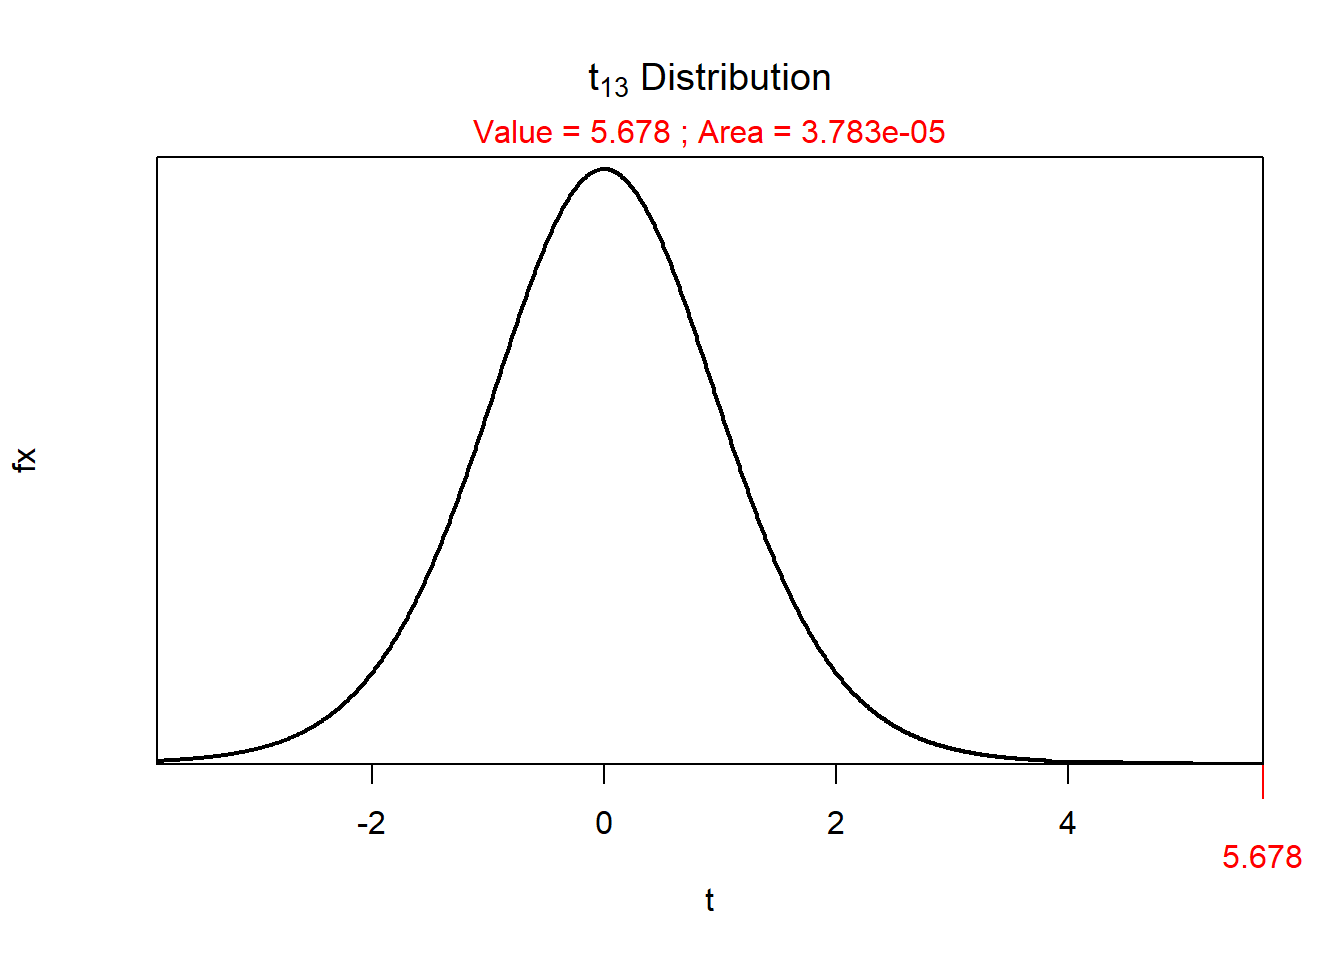 t₁₃ Distribution
Value = 5.678 ; Area = 3.783e-05
fx
-2 0 2 4
5.678
t